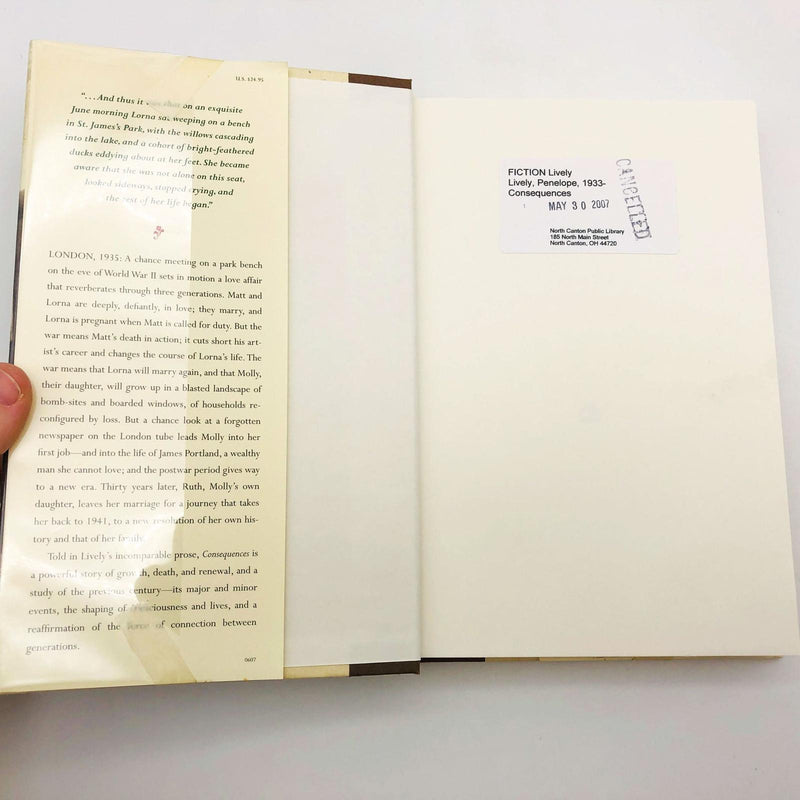 U.S. $24.95
“. . . And thus it was that on an exquisite
June morning Lorna sat weeping on a bench
in St. James’s Park, with the willows cascading
into the lake, and a cohort of bright-feathered
ducks eddying about at her feet. She became
aware that she was not alone on this seat,
looked sideways, stopped crying, and
the rest of her life began.”
LONDON, 1935: A chance meeting on a park bench
on the eve of World War II sets in motion a love affair
that reverberates through three generations. Matt and
Lorna are deeply, defiantly, in love; they marry, and
Lorna is pregnant when Matt is called for duty. But the
war means Matt’s death in action; it cuts short his art-
ist’s career and changes the course of Lorna’s life. The
war means that Lorna will marry again, and that Molly,
their daughter, will grow up in a blasted landscape of
bomb-sites and boarded windows, of households re-
configured by loss. But a chance look at a forgotten
newspaper on the London tube leads Molly into her
first job—and into the life of James Portland, a wealthy
man she cannot love; and the postwar period gives way
to a new era. Thirty years later, Ruth, Molly’s own
daughter, leaves her marriage for a journey that takes
her back to 1941, to a new resolution of her own his-
tory and that of her family.
Told in Lively’s incomparable prose, Consequences is
a powerful story of growth, death, and renewal, and a
study of the previous century—its major and minor
events, the shaping of consciousness and lives, and a
reaffirmation of the force of connection between
generations.
0607
FICTION Lively
Lively, Penelope, 1933-
Consequences
MAY 30 2007
CANCELLED
North Canton Public Library
185 North Main Street
North Canton, OH 44720